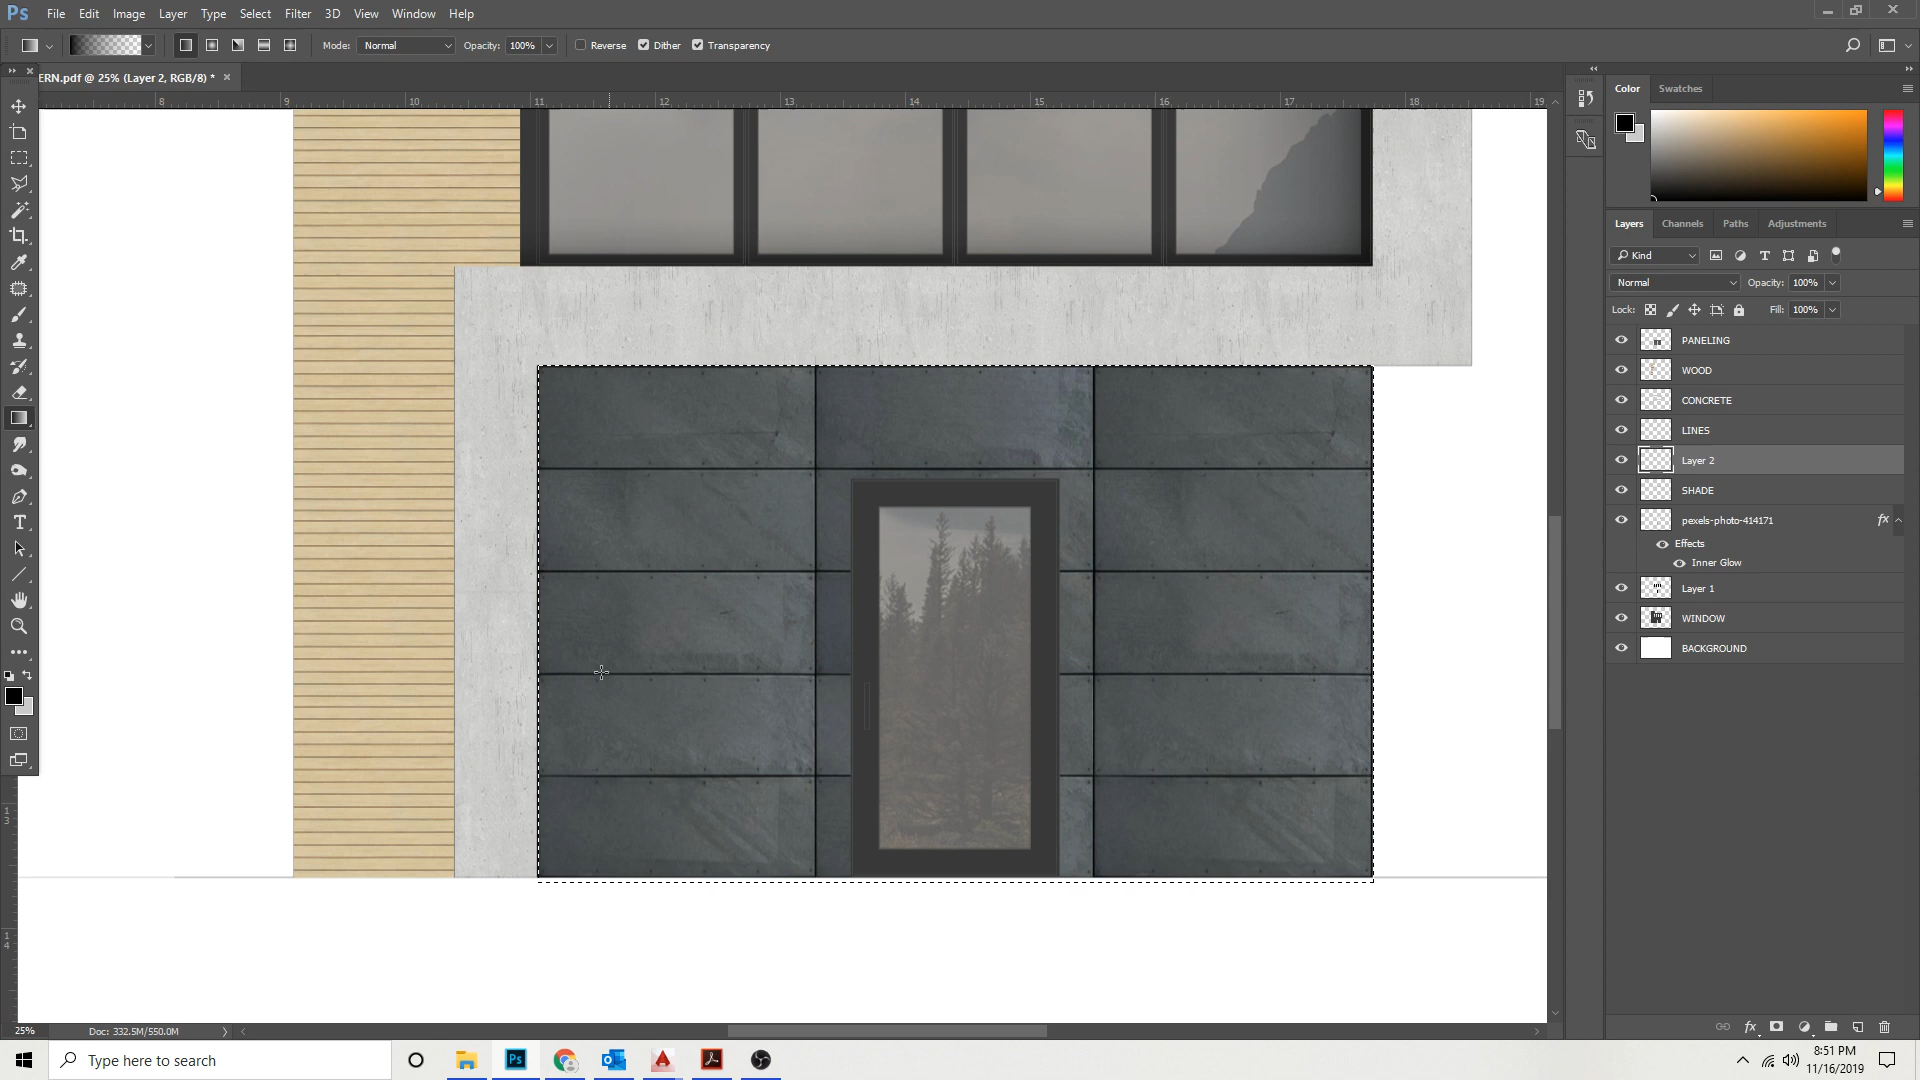 Ps File Edit Image Layer Type Select Filter 3D View Window Help
Mode: Normal Opacity: 100% Reverse Dither Transparency
ERN.pdf @ 25% (Layer 2, RGB/8) *
8 9 10 11 12 13 14 15 16 17 18 19
Color Swatches
Layers Channels Paths Adjustments
Kind
Normal Opacity: 100%
Lock: Fill: 100%
PANELING
WOOD
CONCRETE
LINES
Layer 2
SHADE
pexels-photo-414171 fx
Effects
Inner Glow
Layer 1
WINDOW
BACKGROUND
13
14
25% Doc: 332.5M/550.0M
fx
Type here to search
Ps
8:51 PM
11/16/2019